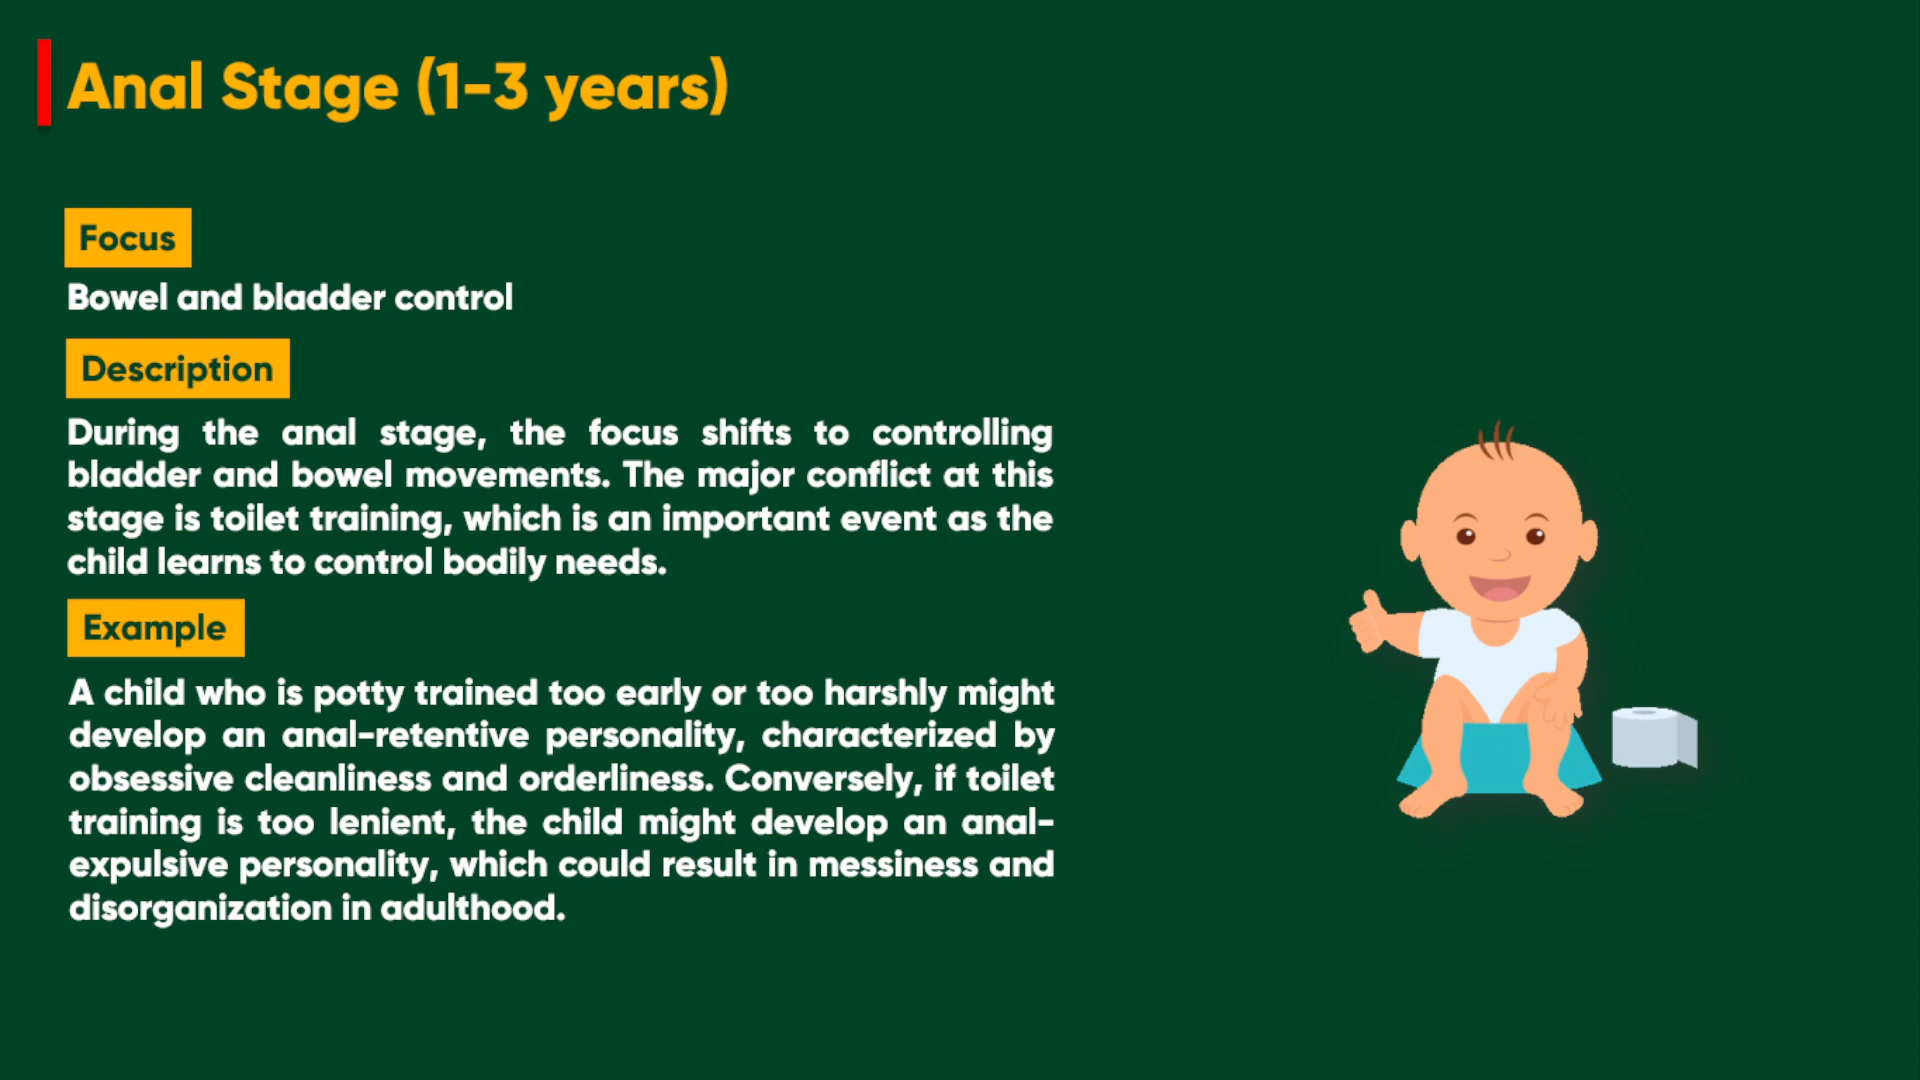 Anal Stage (1-3 years)
Focus
Bowel and bladder control
Description
During the anal stage, the focus shifts to controlling
bladder and bowel movements. The major conflict at this
stage is toilet training, which is an important event as the
child learns to control bodily needs.
Example
A child who is potty trained too early or too harshly might
develop an anal-retentive personality, characterized by
obsessive cleanliness and orderliness. Conversely, if toilet
training is too lenient, the child might develop an anal-
expulsive personality, which could result in messiness and
disorganization in adulthood.